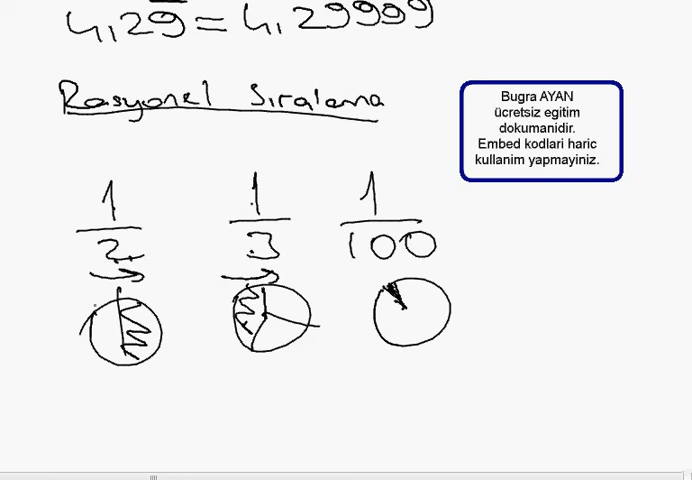 4,29 = 4,29999
Rasyonel Sıralama
Bugra AYAN
ücretsiz egitim
dokumanidir.
Embed kodlari haric
kullanim yapmayiniz.
1/2 1/3 1/100